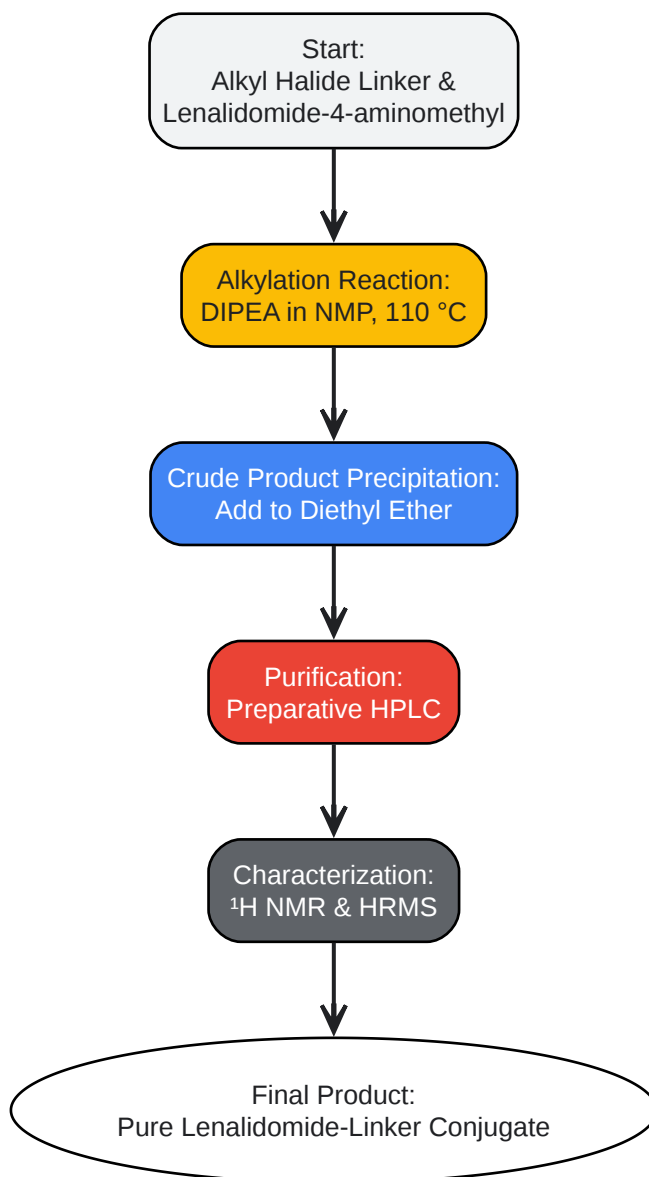 Start:
Alkyl Halide Linker &
Lenalidomide-4-aminomethyl
Alkylation Reaction:
DIPEA in NMP, 110 °C
Crude Product Precipitation:
Add to Diethyl Ether
Purification:
Preparative HPLC
Characterization:
¹H NMR & HRMS
Final Product:
Pure Lenalidomide-Linker Conjugate